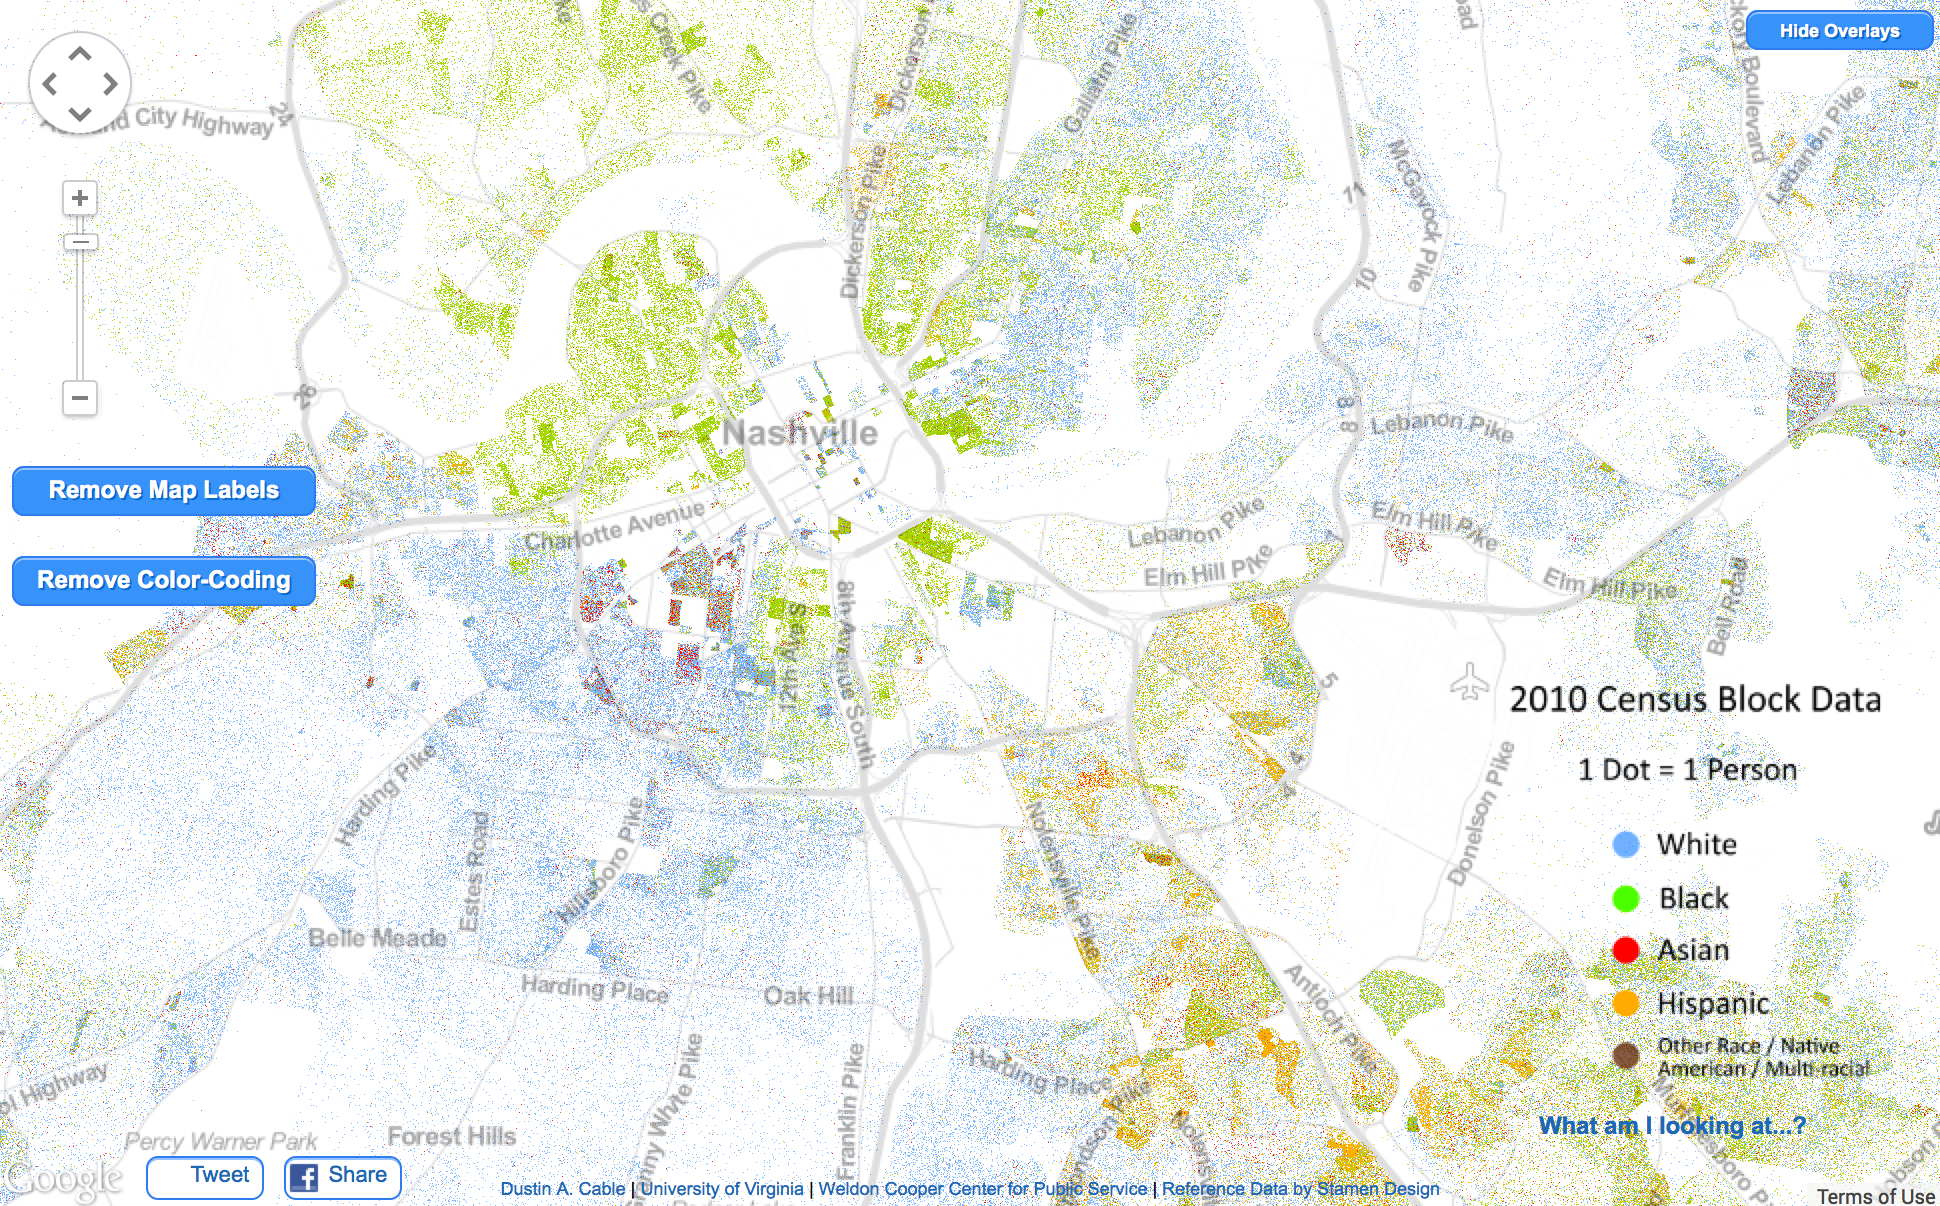 Hide Overlays
Creek Pike
Dickerson
Gallatin Pike
Boulevard
Lebanon Pike
24
City Highway
McGavock Pike
11
Dickerson Pike
10
26
8
8
Nashville
Lebanon Pike
Remove Map Labels
Charlotte Avenue
Lebanon Pike
Elm Hill Pike
7
Elm Hill Pike
Remove Color-Coding
Elm Hill Pike
Bell Road
12th Ave S
8th Avenue South
5
2010 Census Block Data
1 Dot = 1 Person
4
4
Harding Pike
Estes Road
Hillsboro Pike
Nolensville Pike
Donelson Pike
White
Black
Belle Meade
Asian
Harding Place
Oak Hill
Antioch Pike
Hispanic
Other Race / Native
American / Multi-racial
Harding Place
Highway
Franklin Pike
White Pike
What am I looking at...?
Percy Warner Park
Forest Hills
Google
Tweet
Share
Dustin A. Cable | University of Virginia | Weldon Cooper Center for Public Service | Reference Data by Stamen Design
Terms of Use